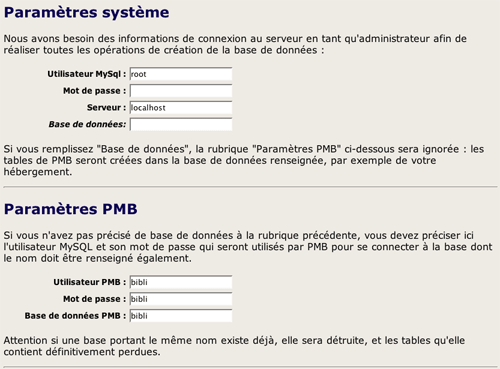 Paramètres système
Nous avons besoin des informations de connexion au serveur en tant qu'administrateur afin de
réaliser toutes les opérations de création de la base de données :
Utilisateur MySql : root
Mot de passe :
Serveur : localhost
Base de données:
Si vous remplissez "Base de données", la rubrique "Paramètres PMB" ci-dessous sera ignorée : les
tables de PMB seront créées dans la base de données renseignée, par exemple de votre
hébergement.
Paramètres PMB
Si vous n'avez pas précisé de base de données à la rubrique précédente, vous devez préciser ici
l'utilisateur MySQL et son mot de passe qui seront utilisés par PMB pour se connecter à la base dont
le nom doit être renseigné également.
Utilisateur PMB : bibli
Mot de passe : bibli
Base de données PMB : bibli
Attention si une base portant le même nom existe déjà, elle sera détruite, et les tables qu'elle
contient définitivement perdues.